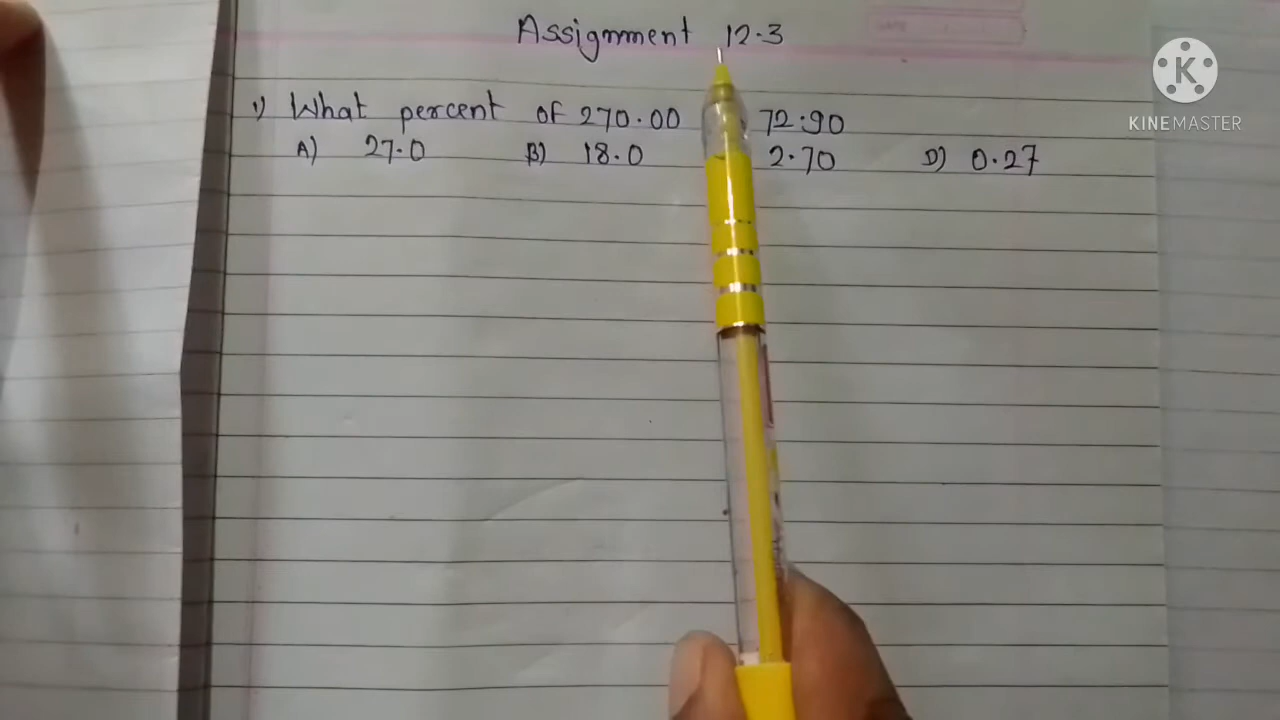 Assignment 12.3
1) What percent of 270.00 72.90
A) 27.0 B) 18.0 2.70 D) 0.27
K
KINEMASTER